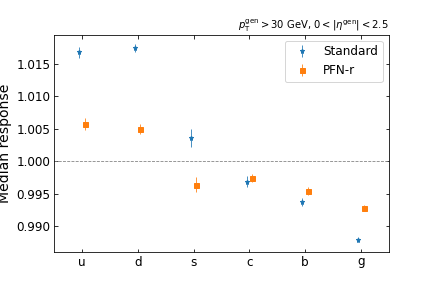 p_T^gen > 30 GeV, 0 < |η^gen| < 2.5
Standard
PFN-r
Median response
1.015
1.010
1.005
1.000
0.995
0.990
u d s c b g